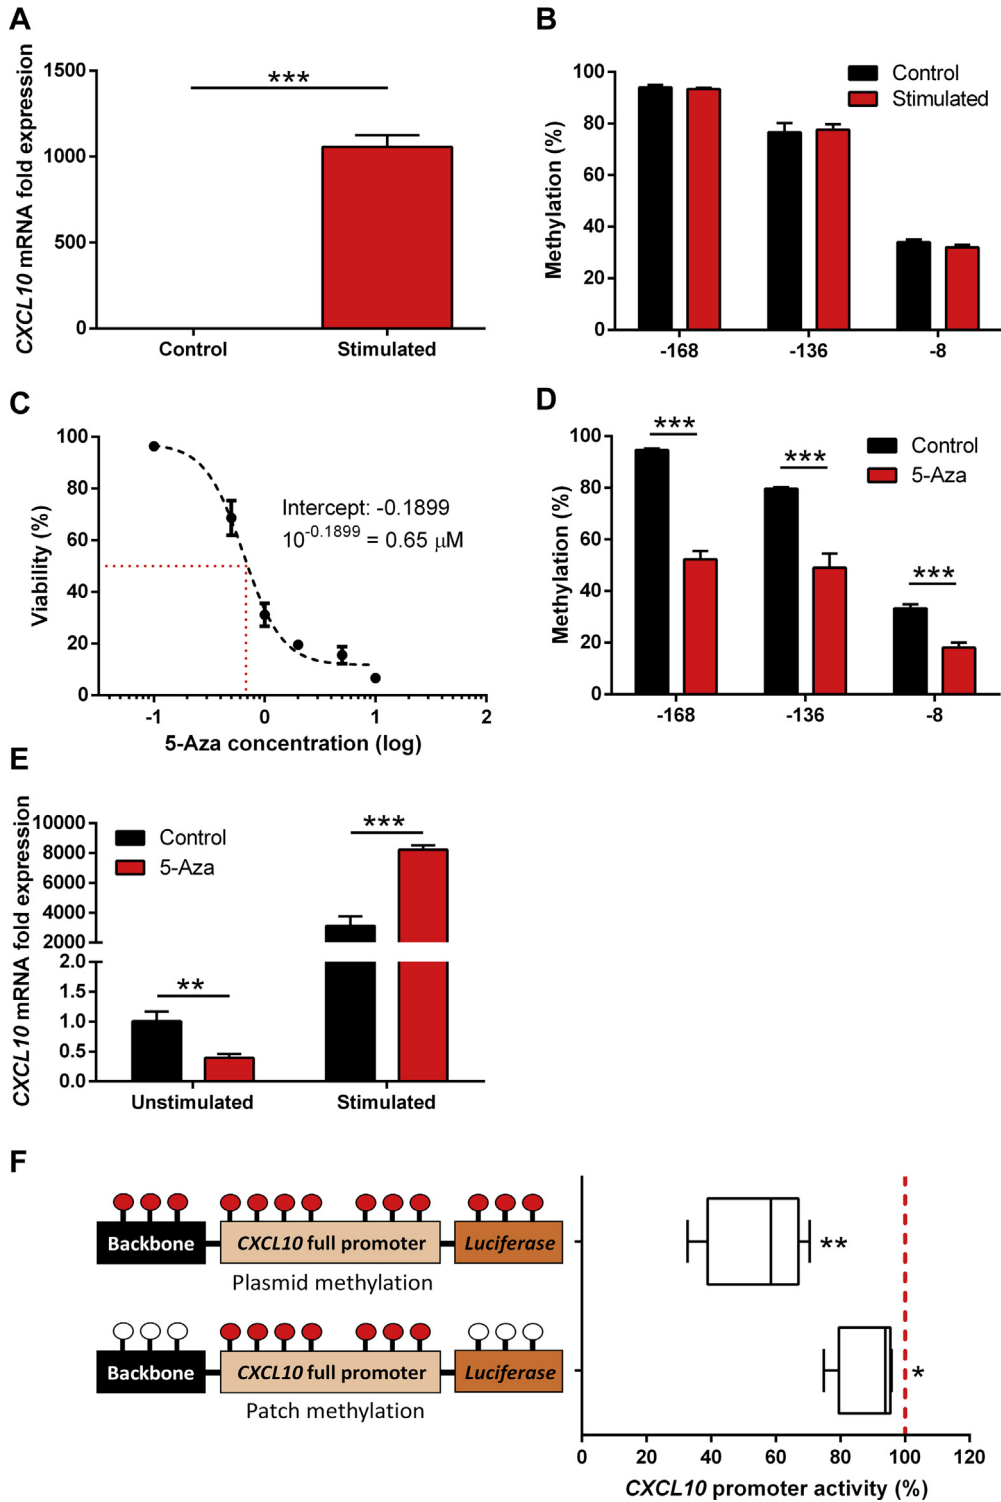 A
CXCL10 mRNA fold expression
1500
1000
500
0
***
Control
Stimulated
B
Methylation (%)
100
80
60
40
20
0
Control
Stimulated
-168
-136
-8
C
Viability (%)
100
80
60
40
20
0
Intercept: -0.1899
10^-0.1899 = 0.65 μM
-1
0
1
2
5-Aza concentration (log)
D
Methylation (%)
100
80
60
40
20
0
***
***
***
Control
5-Aza
-168
-136
-8
E
CXCL10 mRNA fold expression
10000
8000
6000
4000
2000
2.0
1.5
1.0
0.5
0.0
Control
5-Aza
**
***
Unstimulated
Stimulated
F
Backbone
CXCL10 full promoter
Luciferase
Plasmid methylation
Backbone
CXCL10 full promoter
Luciferase
Patch methylation
**
*
0
20
40
60
80
100
120
CXCL10 promoter activity (%)